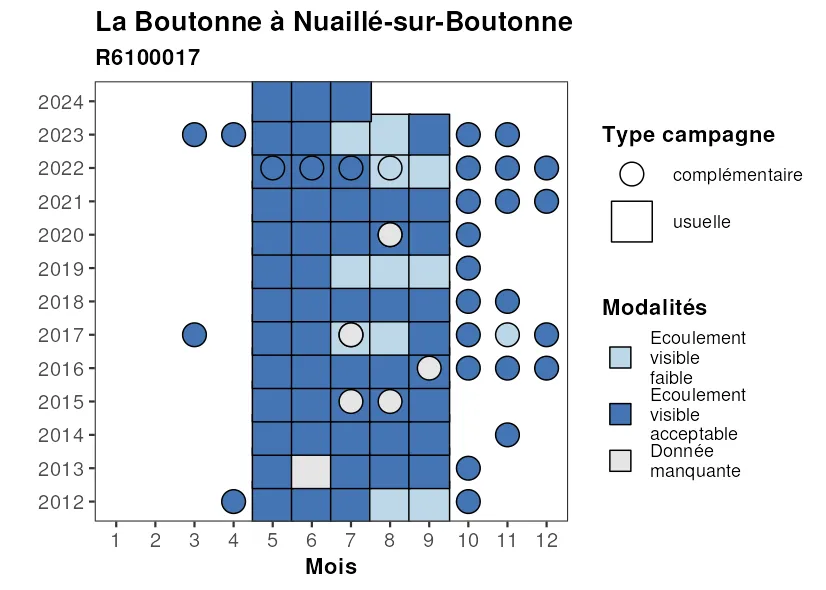 La Boutonne à Nuaillé-sur-Boutonne
R6100017
2024
2023
2022
2021
2020
2019
2018
2017
2016
2015
2014
2013
2012
1 2 3 4 5 6 7 8 9 10 11 12
Mois
Type campagne
complémentaire
usuelle
Modalités
Ecoulement
visible
faible
Ecoulement
visible
acceptable
Donnée
manquante